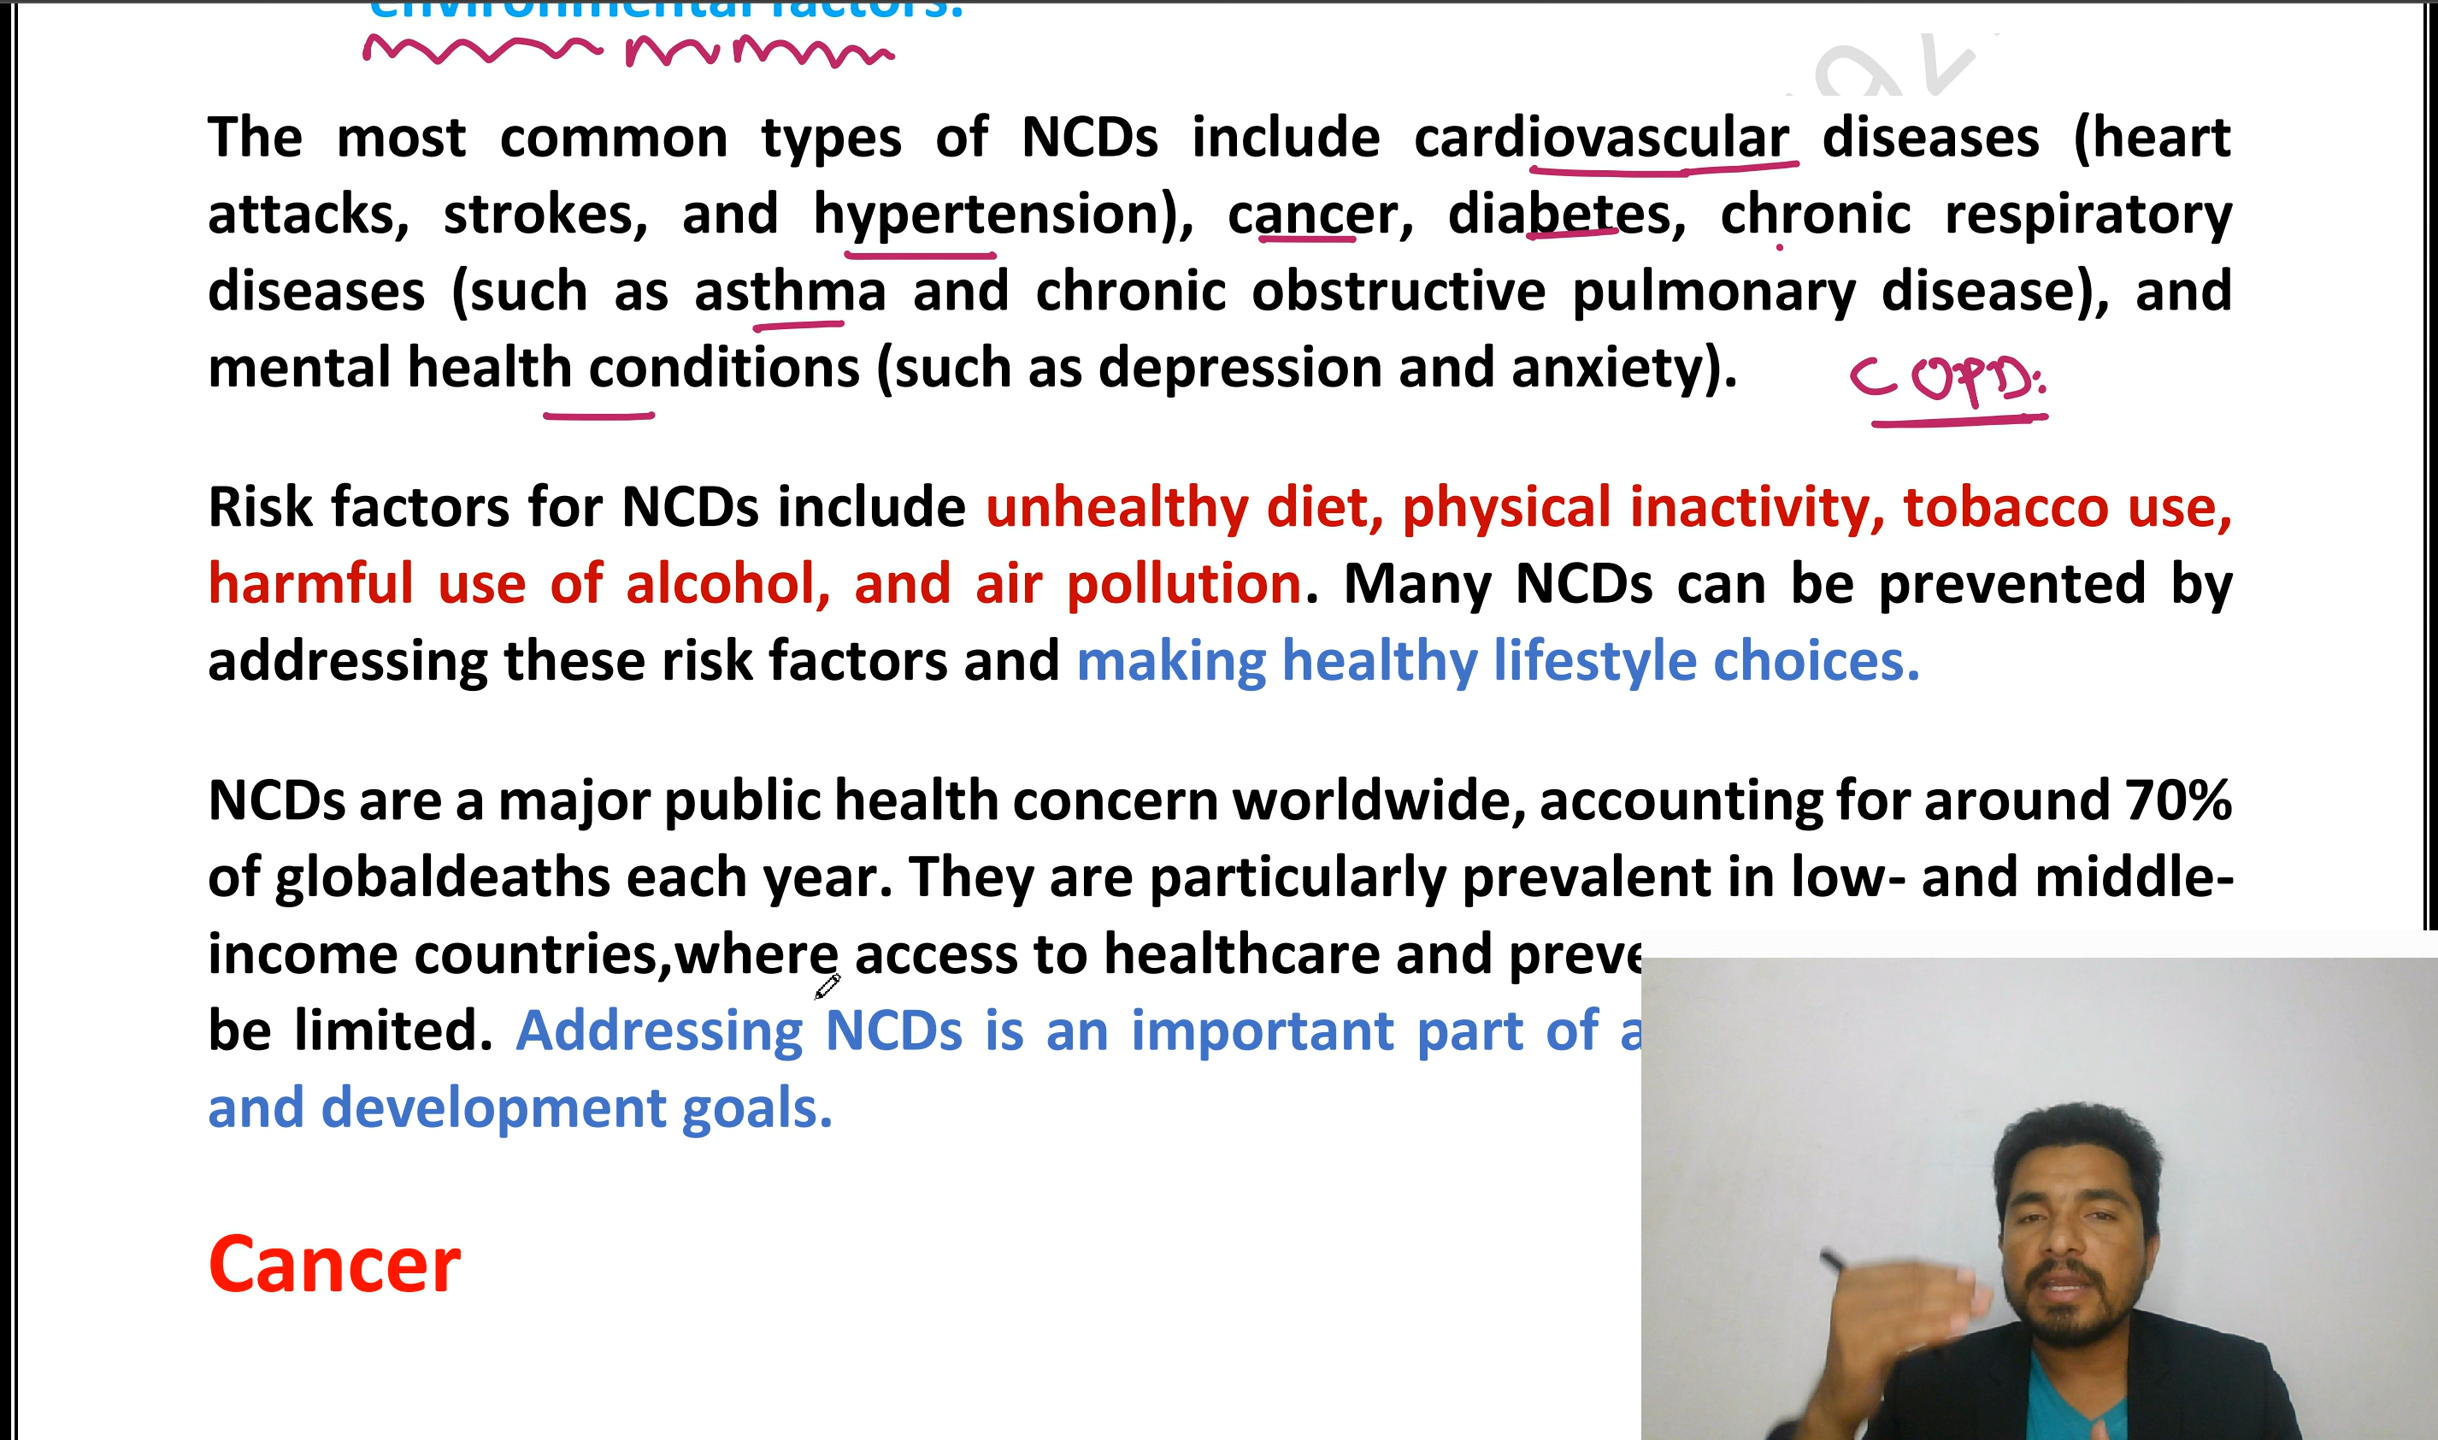 environmental factors.
The most common types of NCDs include cardiovascular diseases (heart
attacks, strokes, and hypertension), cancer, diabetes, chronic respiratory
diseases (such as asthma and chronic obstructive pulmonary disease), and
mental health conditions (such as depression and anxiety).
COPD:
Risk factors for NCDs include unhealthy diet, physical inactivity, tobacco use,
harmful use of alcohol, and air pollution. Many NCDs can be prevented by
addressing these risk factors and making healthy lifestyle choices.
NCDs are a major public health concern worldwide, accounting for around 70%
of globaldeaths each year. They are particularly prevalent in low- and middle-
income countries,where access to healthcare and
be limited. Addressing NCDs is an important part of
and development goals.
Cancer